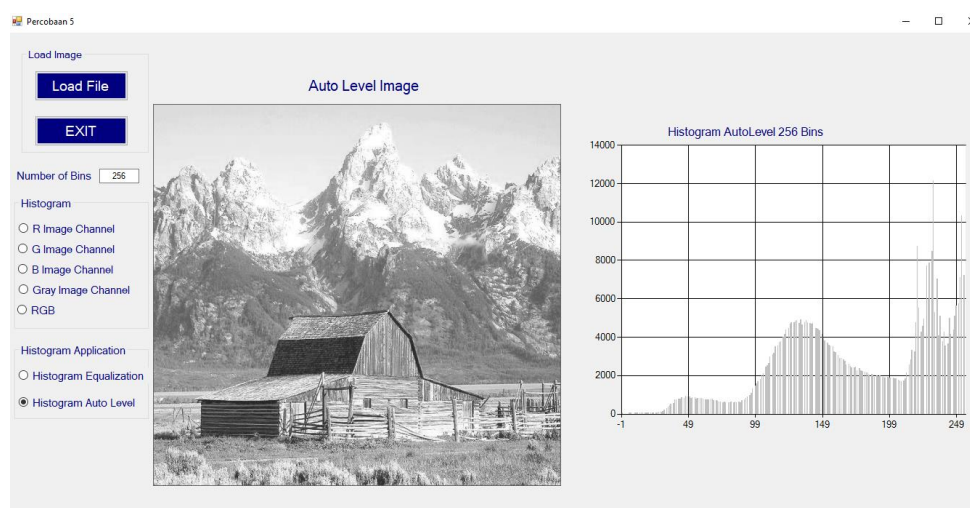 Percobaan 5
Load Image
Load File
EXIT
Number of Bins 256
Histogram
R Image Channel
G Image Channel
B Image Channel
Gray Image Channel
RGB
Histogram Application
Histogram Equalization
Histogram Auto Level
Auto Level Image
Histogram AutoLevel 256 Bins
14000
12000
10000
8000
6000
4000
2000
0
-1 49 99 149 199 249